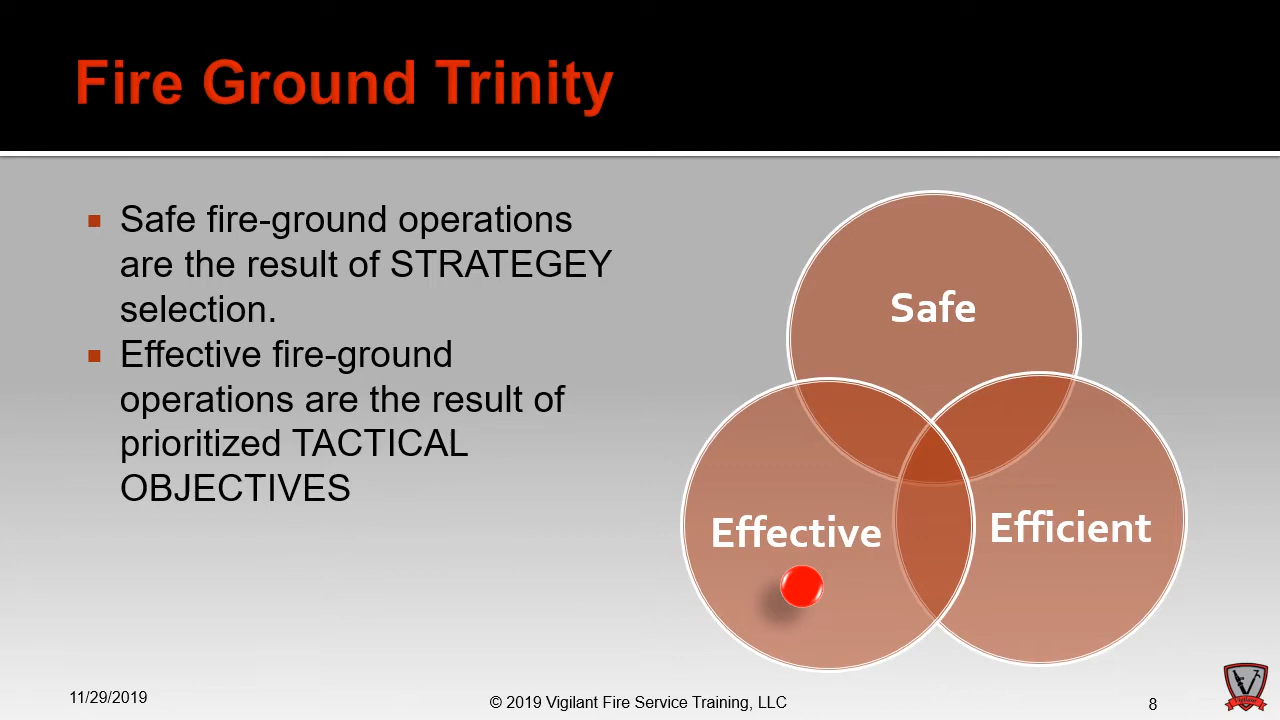 Fire Ground Trinity
Safe fire-ground operations
are the result of STRATEGEY
selection.
Effective fire-ground
operations are the result of
prioritized TACTICAL
OBJECTIVES
Safe
Effective
Efficient
11/29/2019
© 2019 Vigilant Fire Service Training, LLC
8
Vigilant